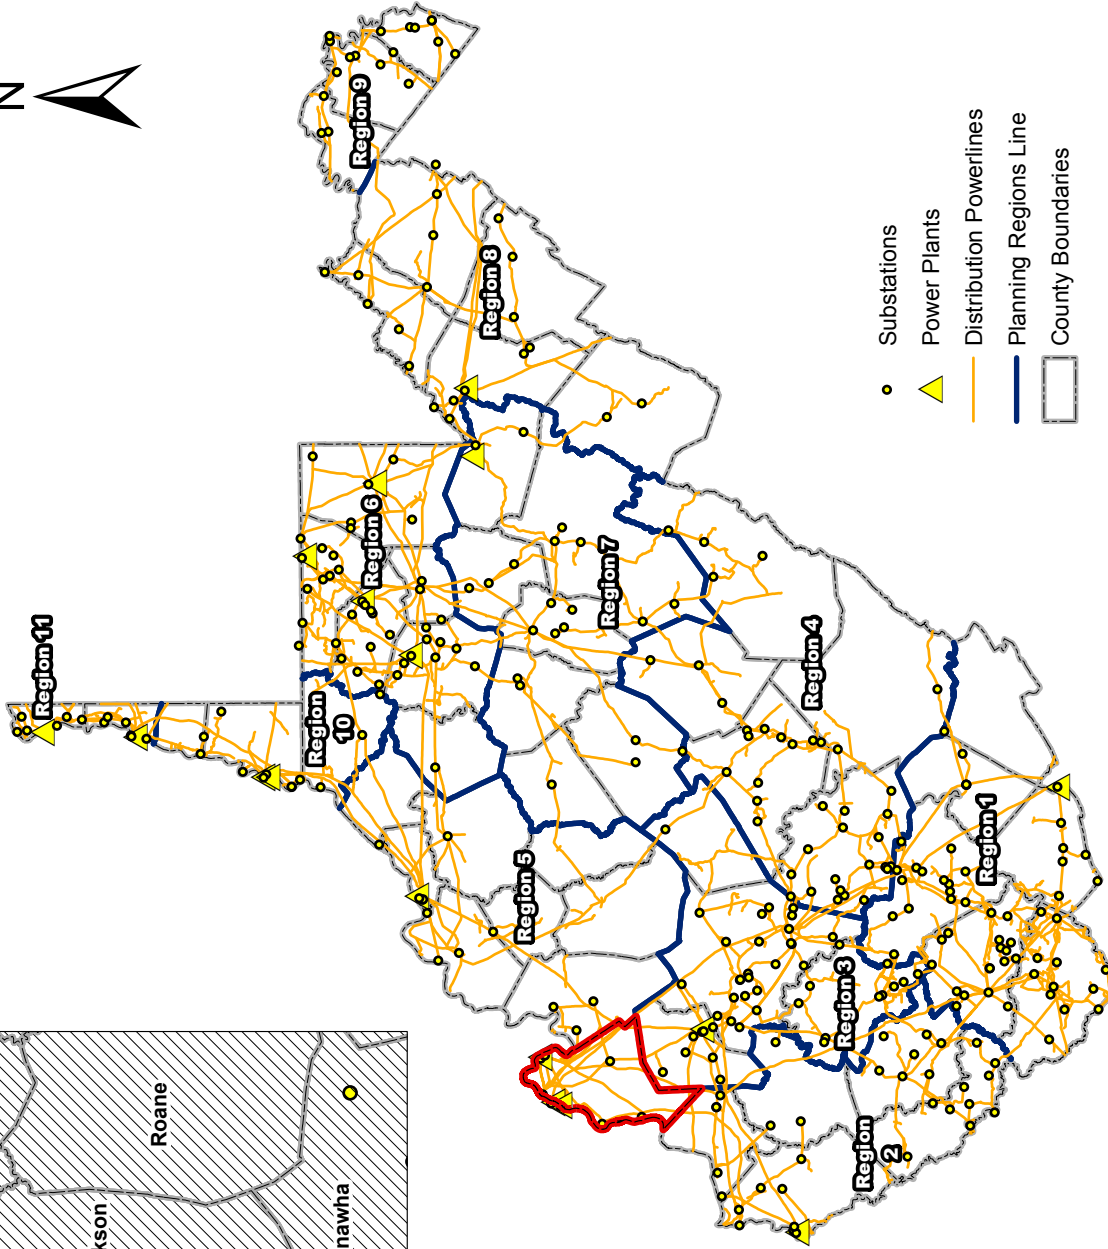 N
Region 9
Region 8
Region 11
Region 6
Region
10
Region 7
Region 5
Region 4
Region 3
Region 1
Region
2
Substations
Power Plants
Distribution Powerlines
Planning Regions Line
County Boundaries
Roane
kson
nawha